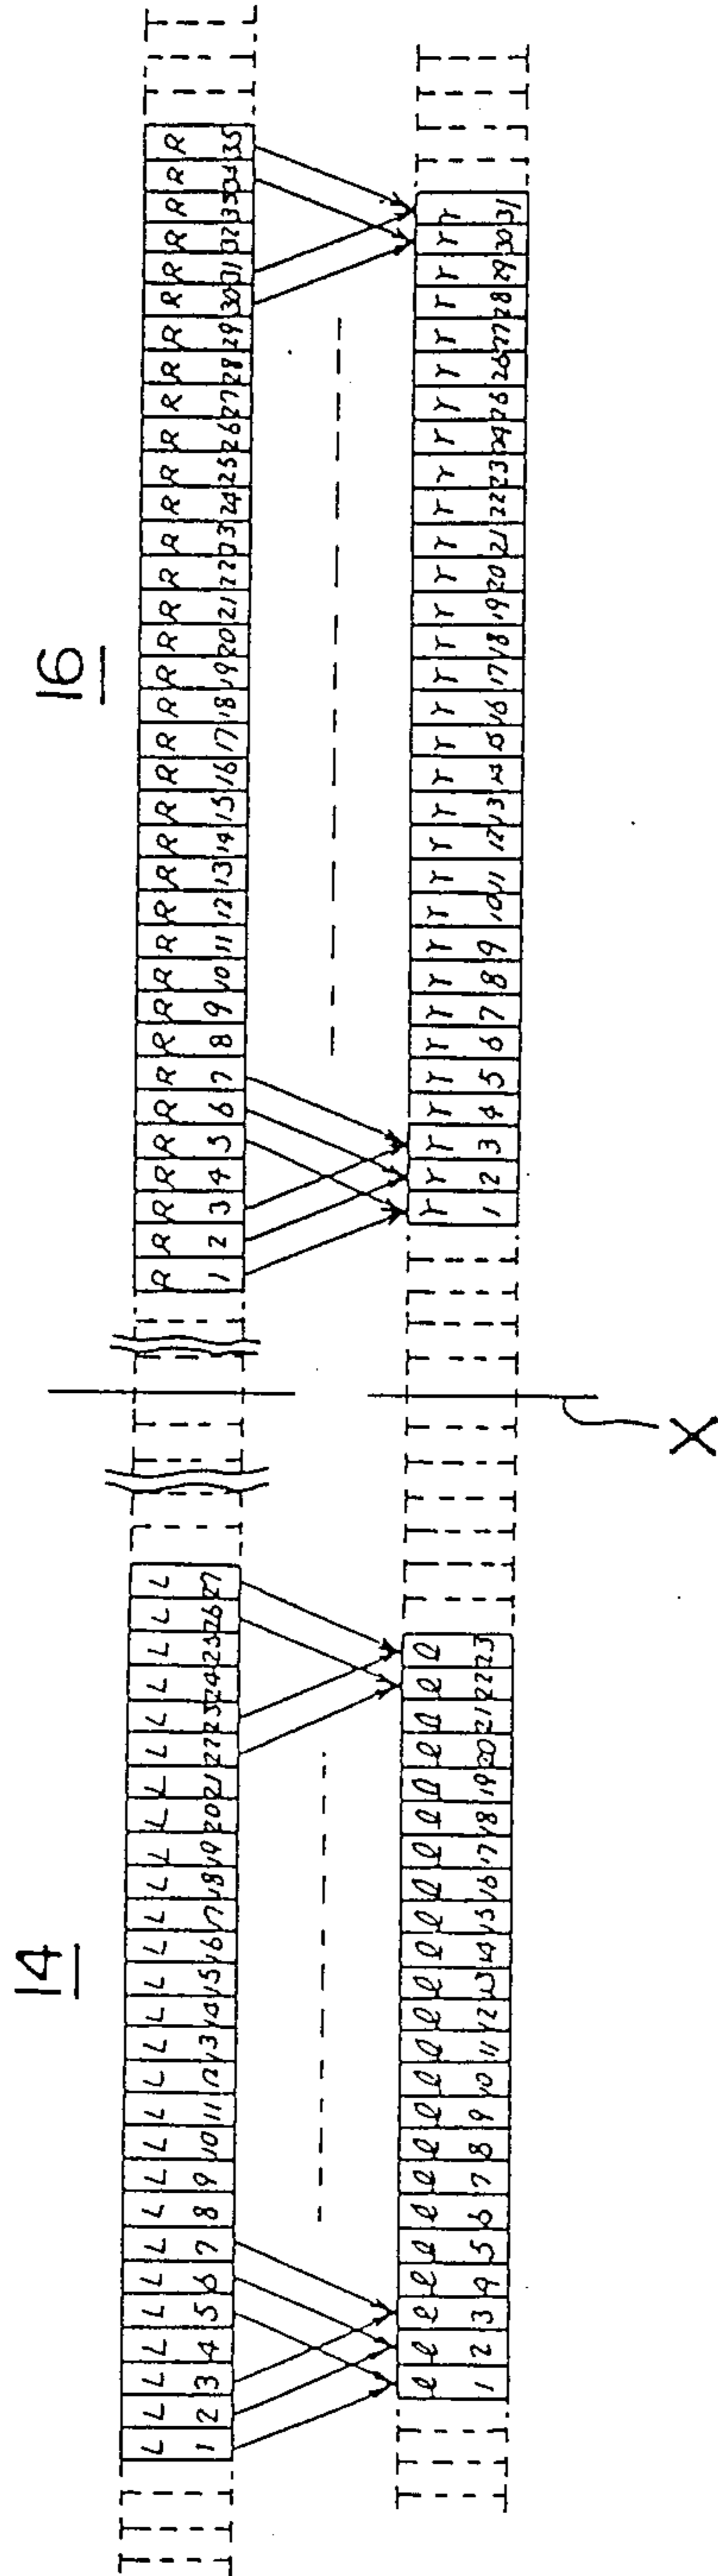 14 16
L L L L L L L L L L L L L L L L L L L L L L L L L L L R R R R R R R R R R R R R R R R R R R R R R R R R R R R R R R R R R R
1 2 3 4 5 6 7 8 9 10 11 12 13 14 15 16 17 18 19 20 21 22 23 24 25 26 27 1 2 3 4 5 6 7 8 9 10 11 12 13 14 15 16 17 18 19 20 21 22 23 24 25 26 27 28 29 30 31 32 33 34 35
l l l l l l l l l l l l l l l l l l l l l l l r r r r r r r r r r r r r r r r r r r r r r r r r r r r r r r
1 2 3 4 5 6 7 8 9 10 11 12 13 14 15 16 17 18 19 20 21 22 23 1 2 3 4 5 6 7 8 9 10 11 12 13 14 15 16 17 18 19 20 21 22 23 24 25 26 27 28 29 30 31
X